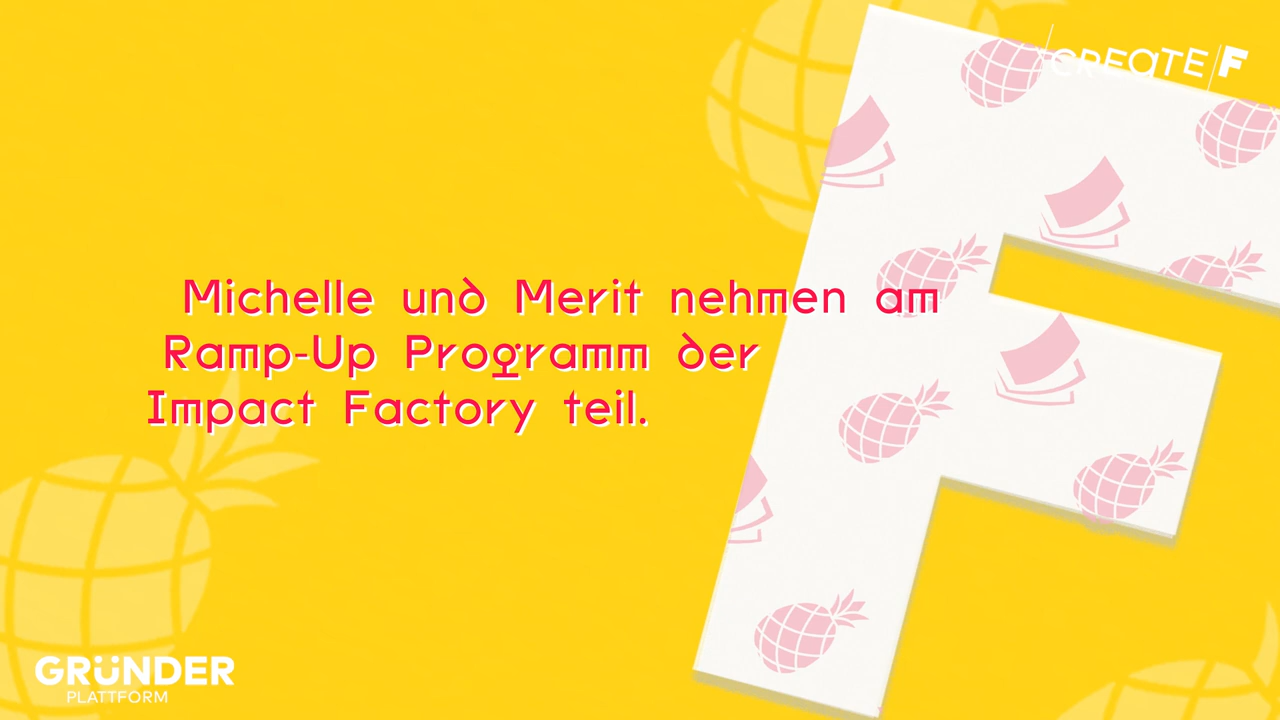 CREATE F
Michelle und Merit nehmen am
Ramp-Up Programm der
Impact Factory teil.
GRÜNDER
PLATTFORM